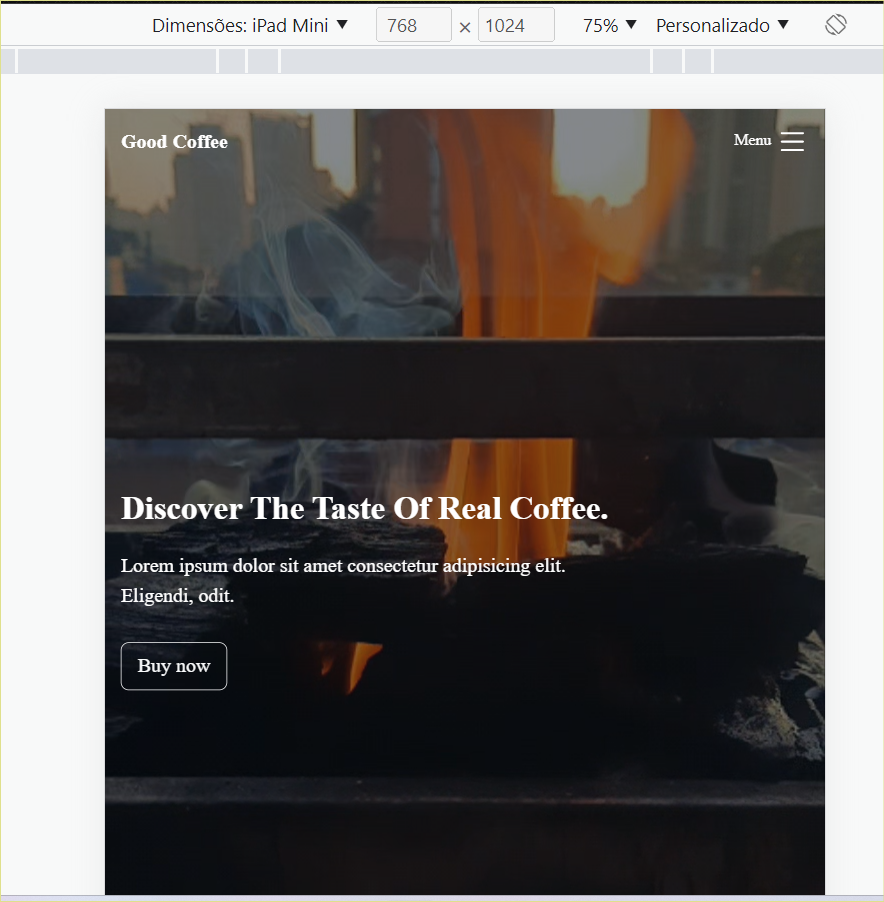 Dimensões: iPad Mini 768 × 1024 75% Personalizado
Good Coffee Menu
Discover The Taste Of Real Coffee.
Lorem ipsum dolor sit amet consectetur adipisicing elit.
Eligendi, odit.
Buy now